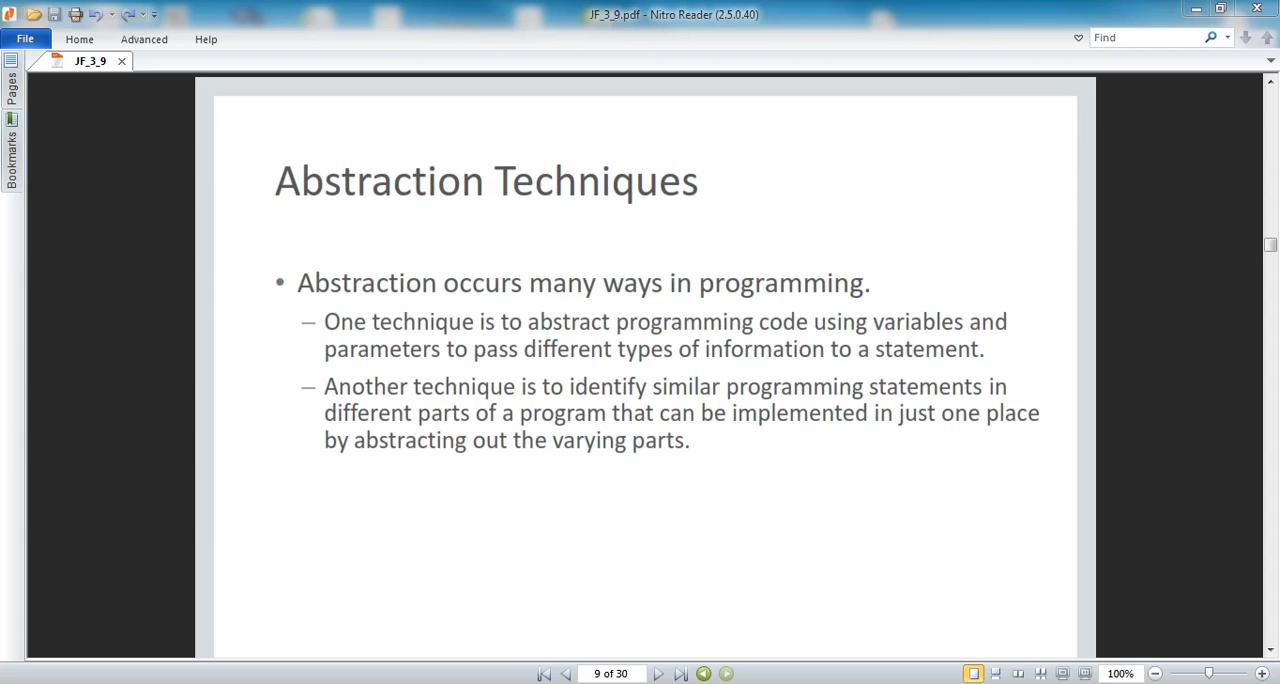 JF_3_9.pdf - Nitro Reader (2.5.0.40)
File Home Advanced Help Find
JF_3_9
Pages
Bookmarks
Abstraction Techniques
• Abstraction occurs many ways in programming.
– One technique is to abstract programming code using variables and
parameters to pass different types of information to a statement.
– Another technique is to identify similar programming statements in
different parts of a program that can be implemented in just one place
by abstracting out the varying parts.
9 of 30
100%